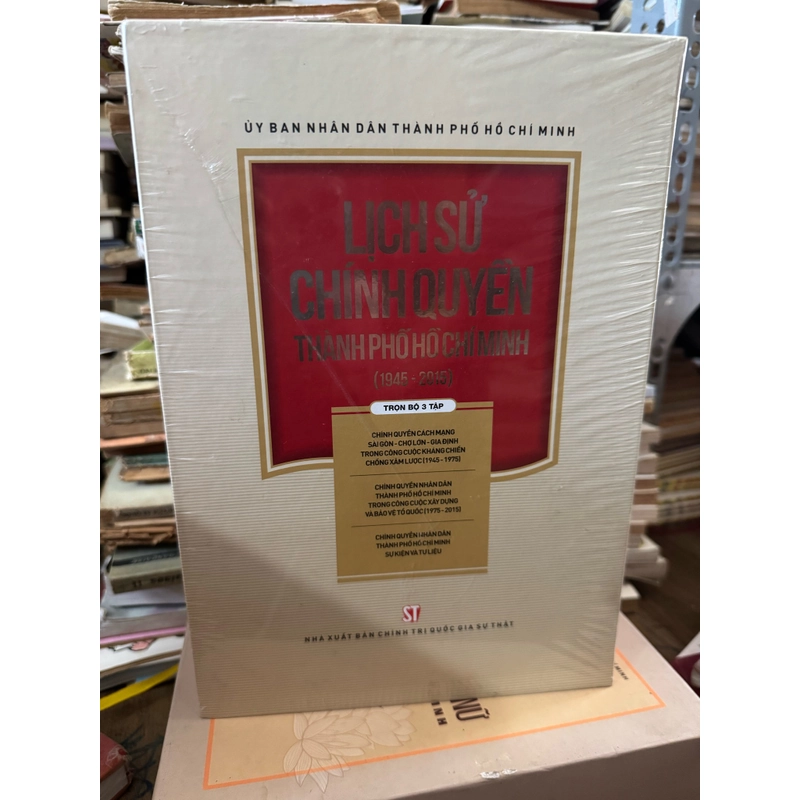 ỦY BAN NHÂN DÂN THÀNH PHỐ HỒ CHÍ MINH
LỊCH SỬ
CHÍNH QUYỀN
THÀNH PHỐ HỒ CHÍ MINH
(1945 - 2015)
TRỌN BỘ 3 TẬP
CHÍNH QUYỀN CÁCH MẠNG
SÀI GÒN - CHỢ LỚN - GIA ĐỊNH
TRONG CÔNG CUỘC KHÁNG CHIẾN
CHỐNG XÂM LƯỢC (1945 - 1975)
CHÍNH QUYỀN NHÂN DÂN
THÀNH PHỐ HỒ CHÍ MINH
TRONG CÔNG CUỘC XÂY DỰNG
VÀ BẢO VỆ TỔ QUỐC (1975 - 2015)
CHÍNH QUYỀN NHÂN DÂN
THÀNH PHỐ HỒ CHÍ MINH
SỰ KIỆN VÀ TƯ LIỆU
ST
NHÀ XUẤT BẢN CHÍNH TRỊ QUỐC GIA SỰ THẬT
NỮ